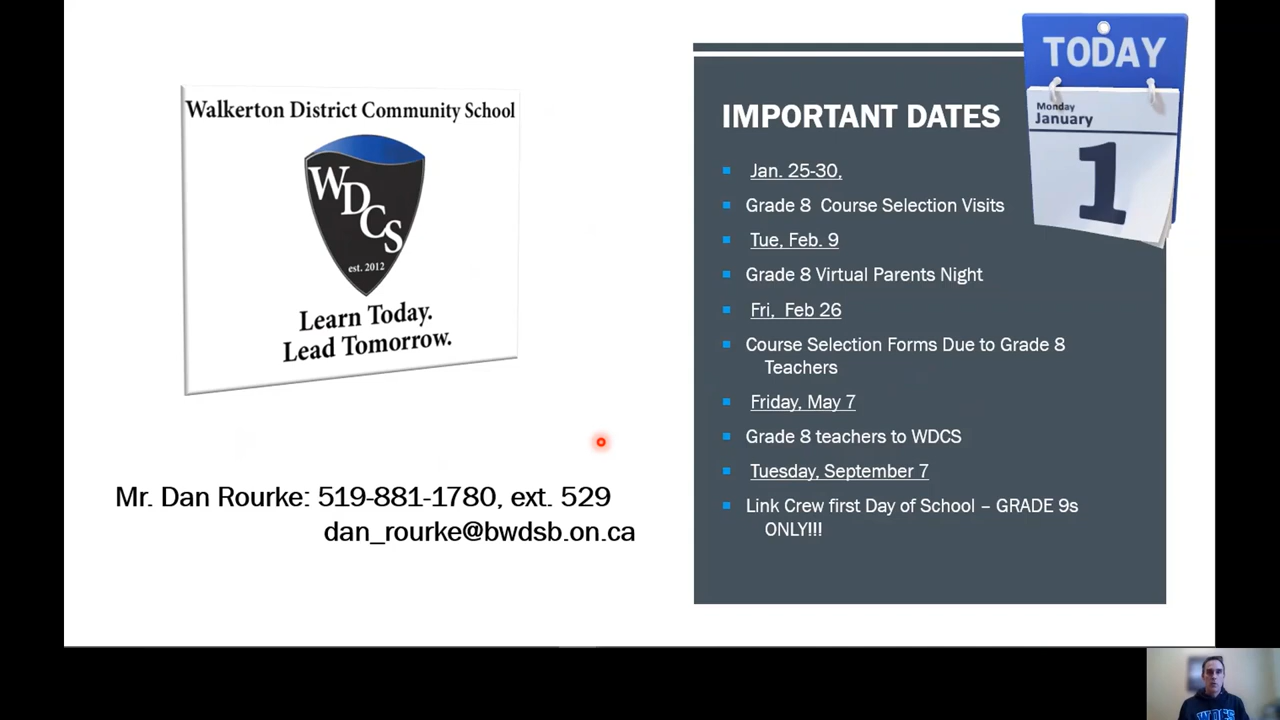 Walkerton District Community School
WDCS
est. 2012
Learn Today.
Lead Tomorrow.
Mr. Dan Rourke: 519-881-1780, ext. 529
dan_rourke@bwdsb.on.ca
TODAY
Monday
January
1
IMPORTANT DATES
Jan. 25-30,
Grade 8 Course Selection Visits
Tue, Feb. 9
Grade 8 Virtual Parents Night
Fri, Feb 26
Course Selection Forms Due to Grade 8
Teachers
Friday, May 7
Grade 8 teachers to WDCS
Tuesday, September 7
Link Crew first Day of School – GRADE 9s
ONLY!!!
WDCS